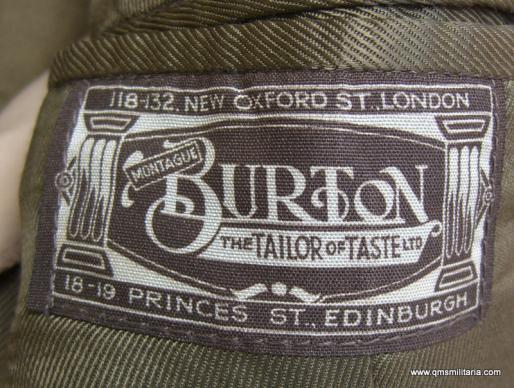 118-132, NEW OXFORD ST. LONDON
MONTAGUE
BURTON
THE TAILOR OF TASTE LTD
18-19 PRINCES ST., EDINBURGH
www.qmsmilitaria.com